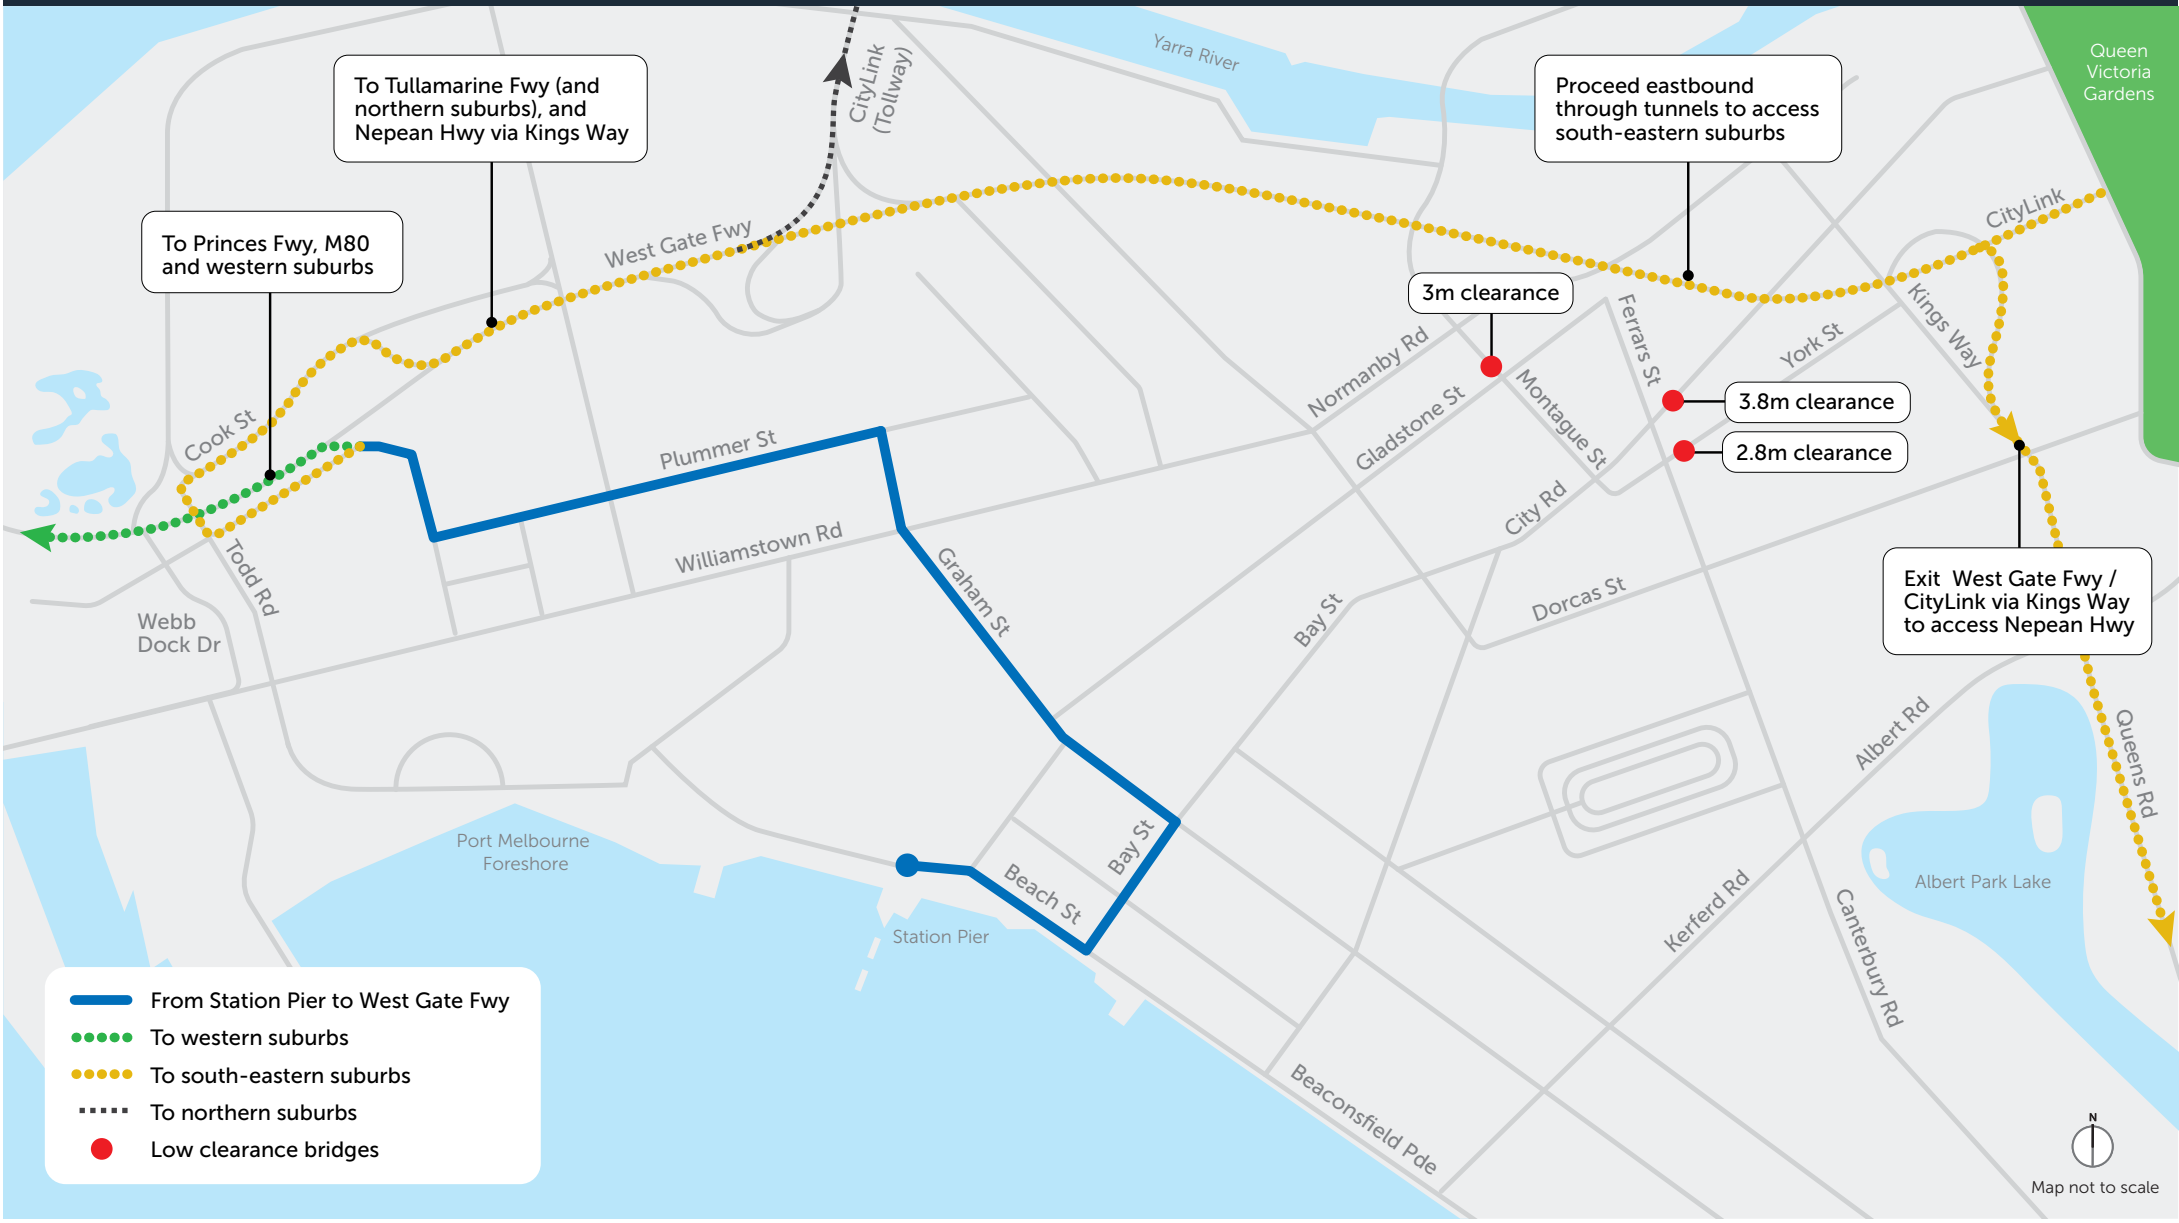 Yarra River
Queen
Victoria
Gardens
CityLink
(Tollway)
To Tullamarine Fwy (and
northern suburbs), and
Nepean Hwy via Kings Way
Proceed eastbound
through tunnels to access
south-eastern suburbs
To Princes Fwy, M80
and western suburbs
West Gate Fwy
CityLink
3m clearance
Kings Way
York St
Ferrars St
Normanby Rd
Gladstone St
Montague St
3.8m clearance
2.8m clearance
Cook St
Plummer St
City Rd
Williamstown Rd
Todd Rd
Graham St
Webb
Dock Dr
Bay St
Dorcas St
Exit  West Gate Fwy /
CityLink via Kings Way
to access Nepean Hwy
Albert Rd
Queens Rd
Port Melbourne
Foreshore
Bay St
Beach St
Station Pier
Kerferd Rd
Canterbury Rd
Albert Park Lake
Beaconsfield Pde
From Station Pier to West Gate Fwy
To western suburbs
To south-eastern suburbs
To northern suburbs
Low clearance bridges
N
Map not to scale